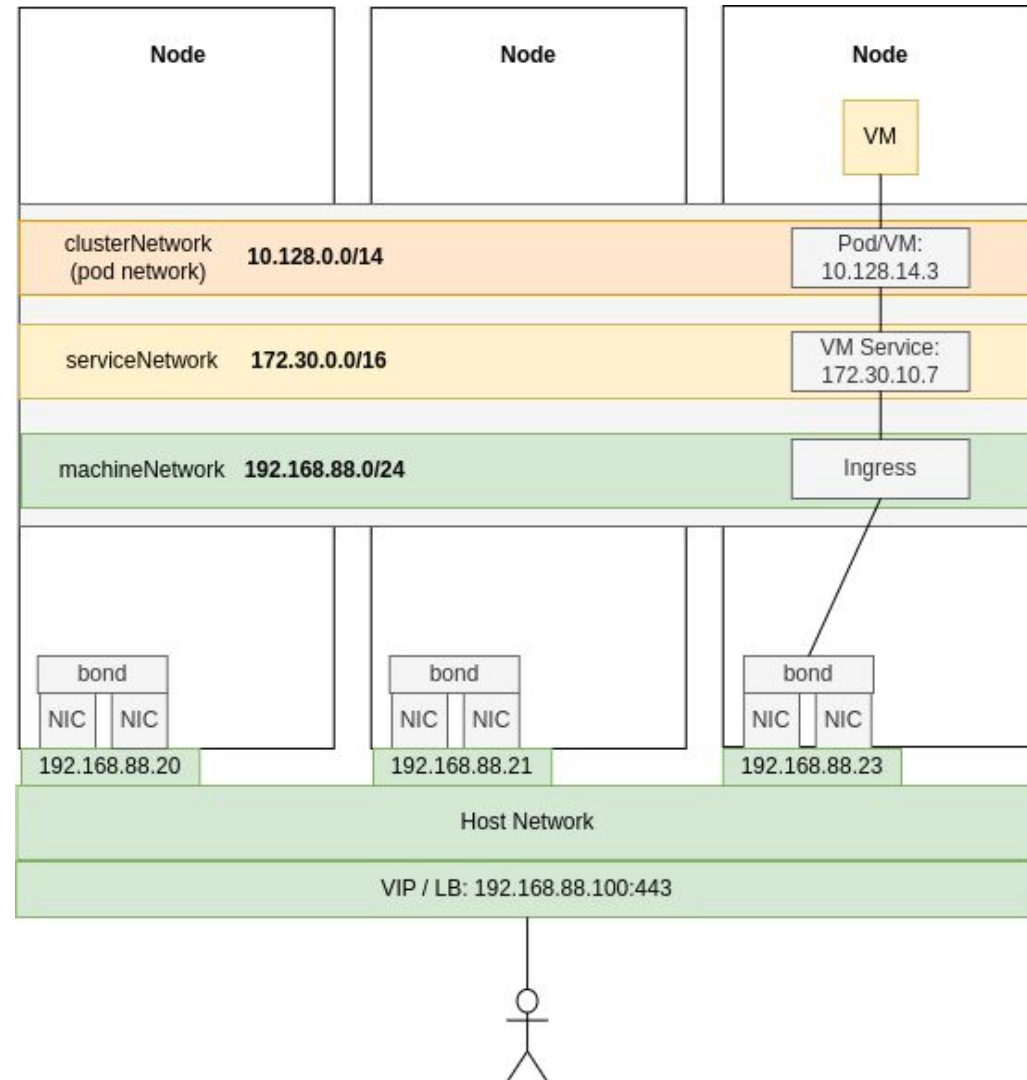 Node
Node
Node
VM
clusterNetwork
(pod network)
10.128.0.0/14
Pod/VM:
10.128.14.3
serviceNetwork
172.30.0.0/16
VM Service:
172.30.10.7
machineNetwork
192.168.88.0/24
Ingress
bond
NIC
NIC
bond
NIC
NIC
bond
NIC
NIC
192.168.88.20
192.168.88.21
192.168.88.23
Host Network
VIP / LB: 192.168.88.100:443